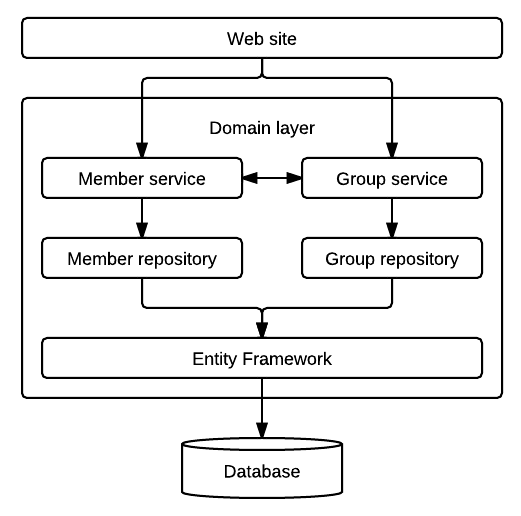 Web site
Domain layer
Member service
Group service
Member repository
Group repository
Entity Framework
Database